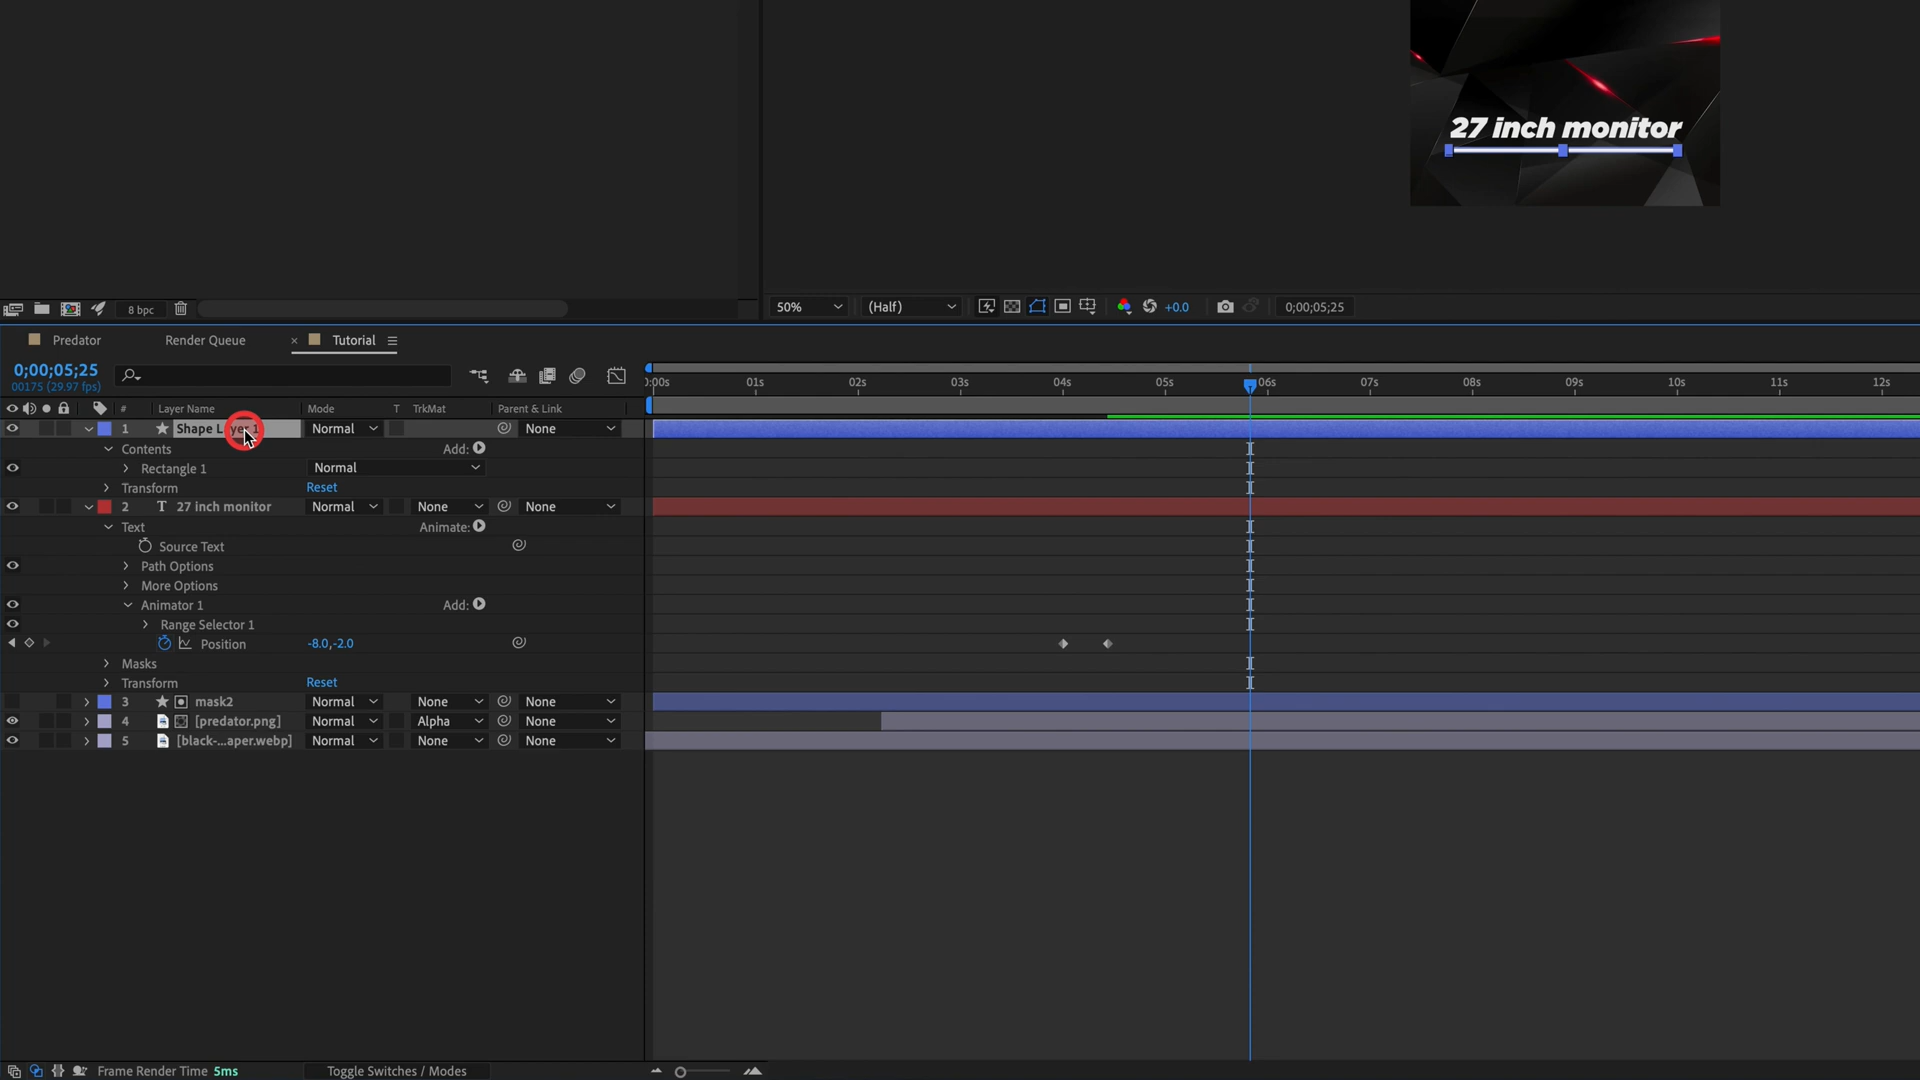 27 inch monitor
8 bpc
50%
(Half)
+0.0
0;00;05;25
Predator
Render Queue
× Tutorial
0;00;05;25
00175 (29.97 fps)
0:00s 01s 02s 03s 04s 05s 06s 07s 08s 09s 10s 11s 12s
# Layer Name Mode T TrkMat Parent & Link
1 Shape Layer 1 Normal None
Contents Add:
Rectangle 1 Normal
Transform Reset
2 T 27 inch monitor Normal None None
Text Animate:
Source Text
Path Options
More Options
Animator 1 Add:
Range Selector 1
Position -8.0,-2.0
Masks
Transform Reset
3 mask2 Normal None None
4 [predator.png] Normal Alpha None
5 [black-...aper.webp] Normal None None
Frame Render Time 5ms
Toggle Switches / Modes